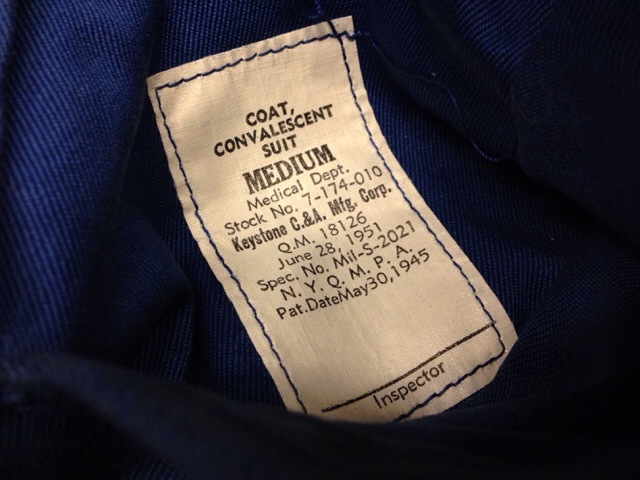 COAT,
CONVALESCENT
SUIT
MEDIUM
Medical Dept.
Stock No. 7-174-010
Keystone C.&A. Mfg. Corp.
Q.M. 18126
June 28, 1951
Spec. No. Mil-S-2021
N. Y. Q. M. P. A.
Pat.DateMay30,1945
Inspector